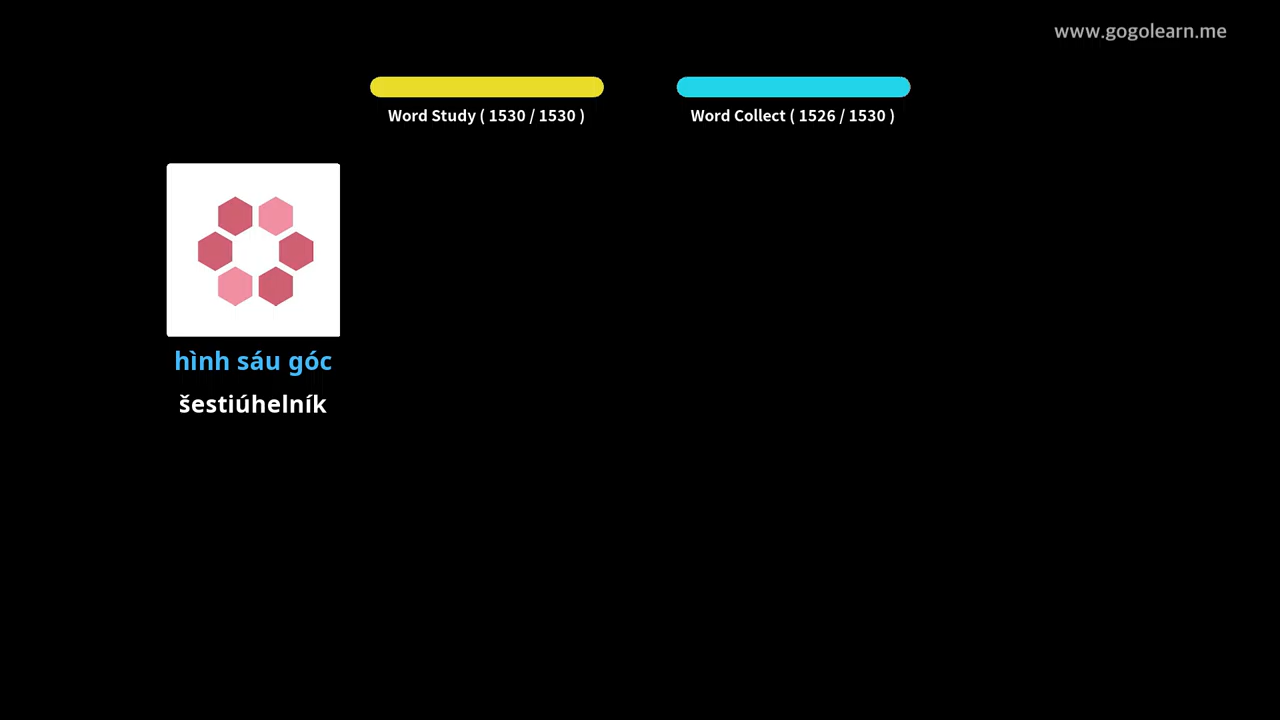 www.gogolearn.me
Word Study ( 1530 / 1530 )
Word Collect ( 1526 / 1530 )
hình sáu góc
šestiúhelník